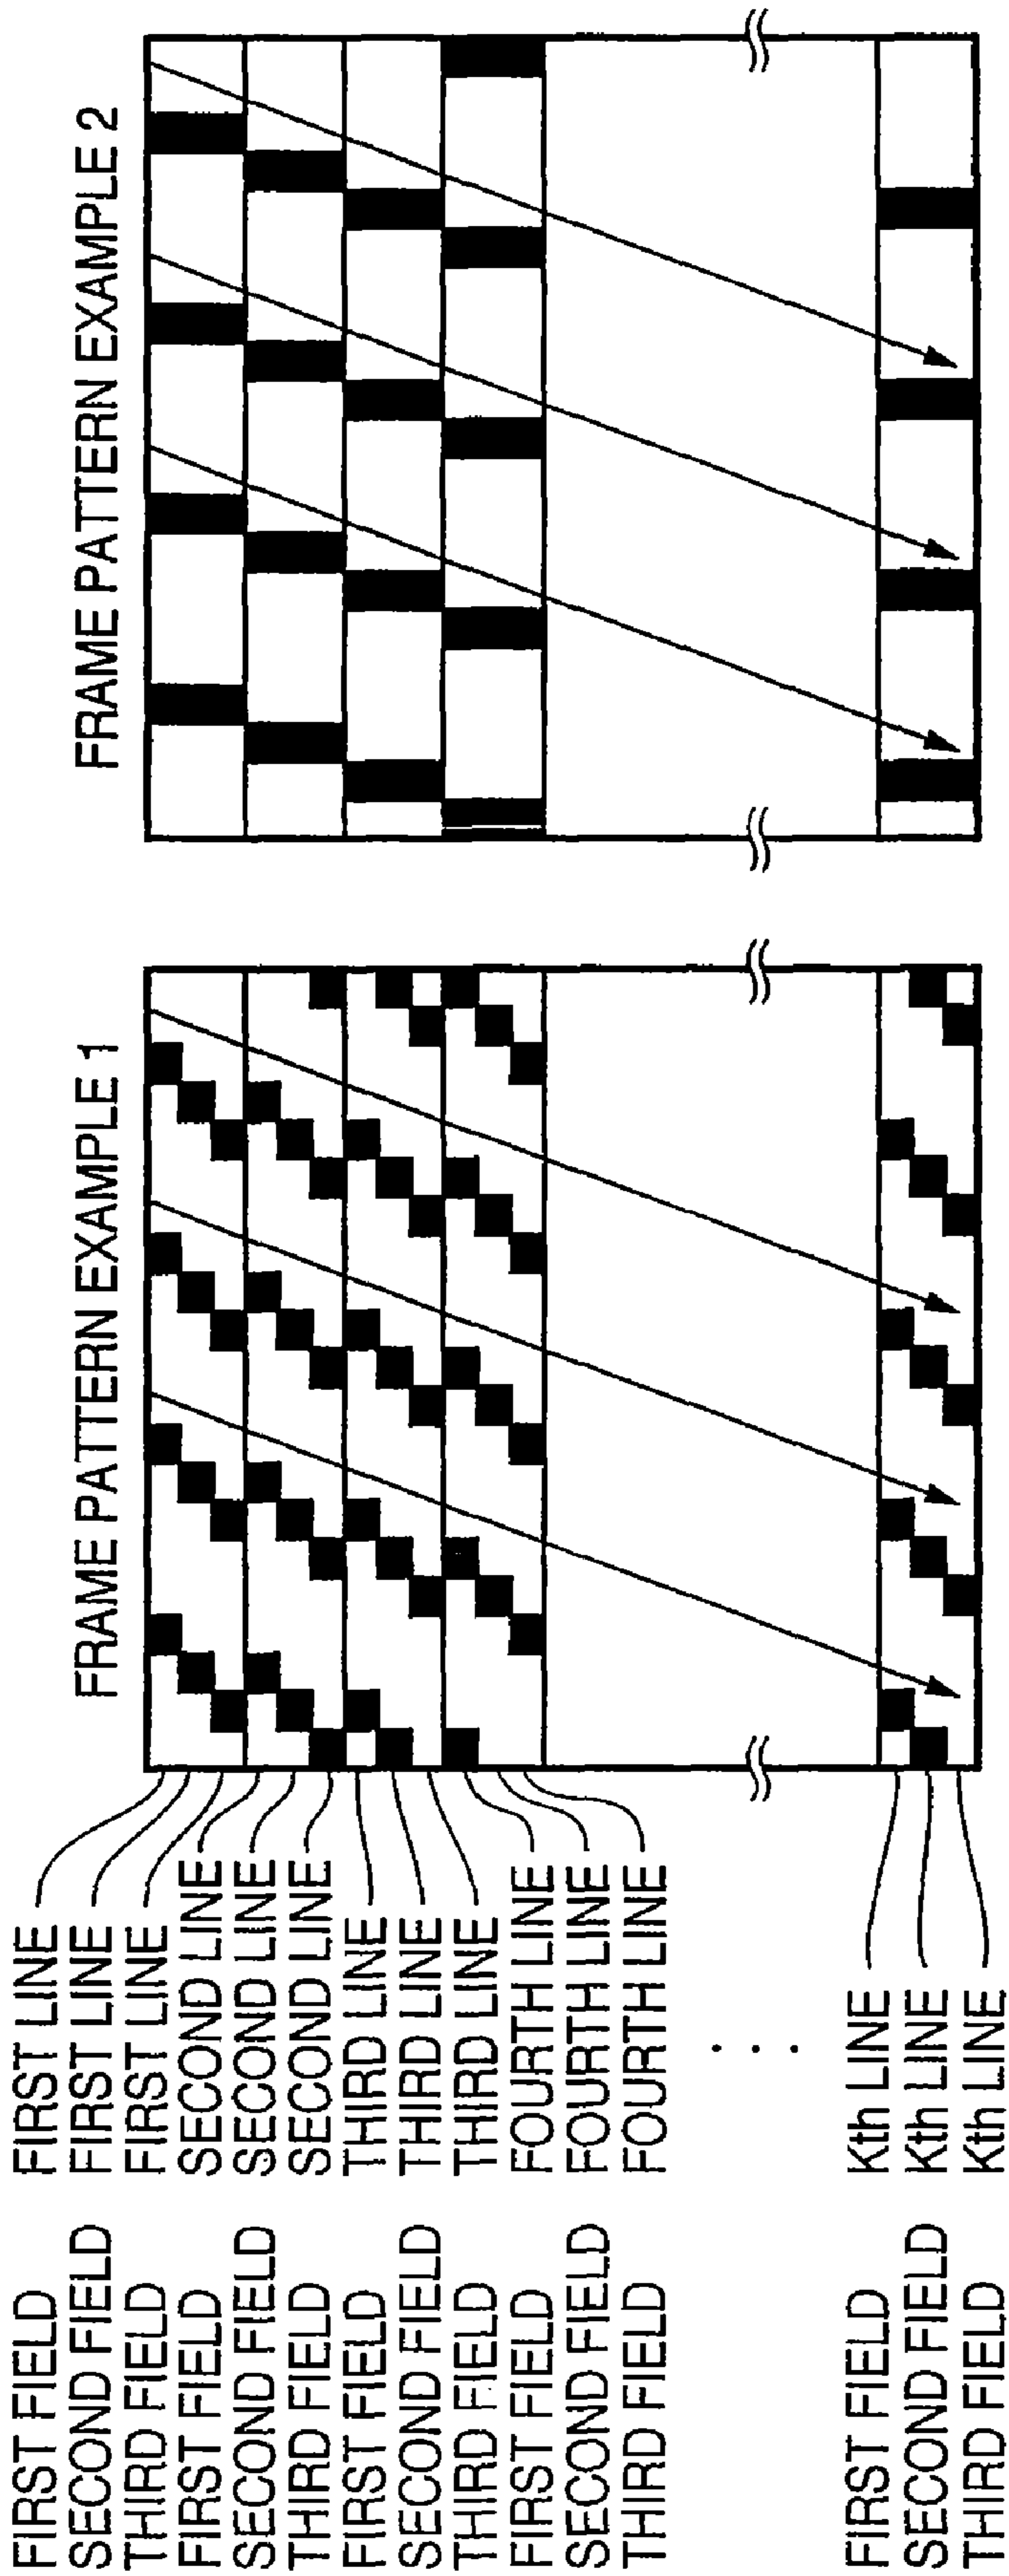 FRAME PATTERN EXAMPLE 1
FRAME PATTERN EXAMPLE 2
FIRST FIELD FIRST LINE
SECOND FIELD FIRST LINE
THIRD FIELD FIRST LINE
FIRST FIELD SECOND LINE
SECOND FIELD SECOND LINE
THIRD FIELD SECOND LINE
FIRST FIELD THIRD LINE
SECOND FIELD THIRD LINE
THIRD FIELD THIRD LINE
FIRST FIELD FOURTH LINE
SECOND FIELD FOURTH LINE
THIRD FIELD FOURTH LINE
. . .
FIRST FIELD Kth LINE
SECOND FIELD Kth LINE
THIRD FIELD Kth LINE